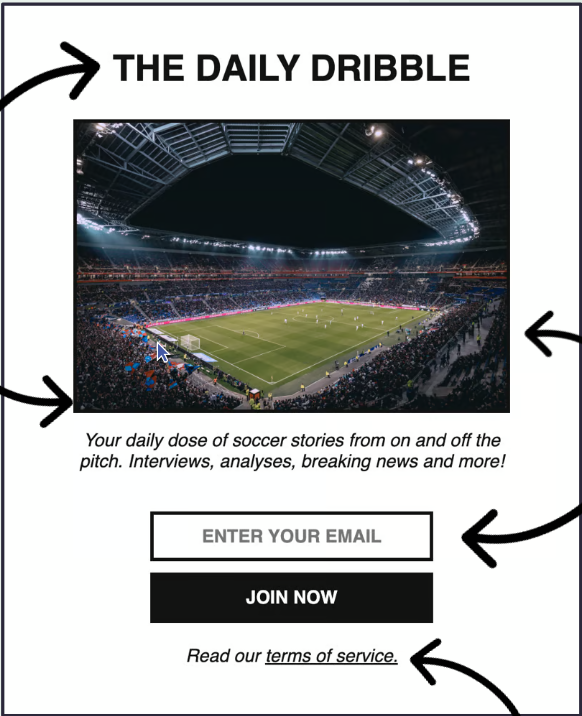 THE DAILY DRIBBLE
Your daily dose of soccer stories from on and off the
pitch. Interviews, analyses, breaking news and more!
ENTER YOUR EMAIL
JOIN NOW
Read our terms of service.